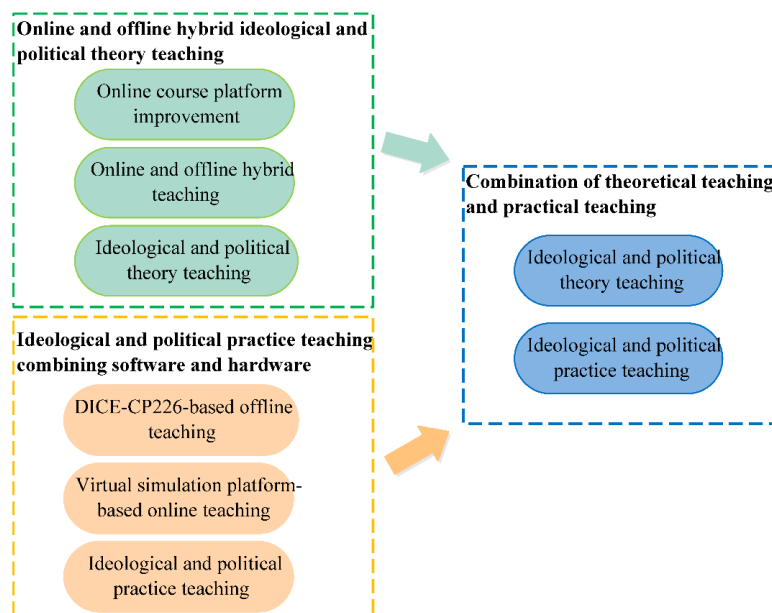 Online and offline hybrid ideological and
political theory teaching
Online course platform
improvement
Online and offline hybrid
teaching
Ideological and political
theory teaching
Ideological and political practice teaching
combining software and hardware
DICE-CP226-based offline
teaching
Virtual simulation platform-
based online teaching
Ideological and political
practice teaching
Combination of theoretical teaching
and practical teaching
Ideological and political
theory teaching
Ideological and political
practice teaching